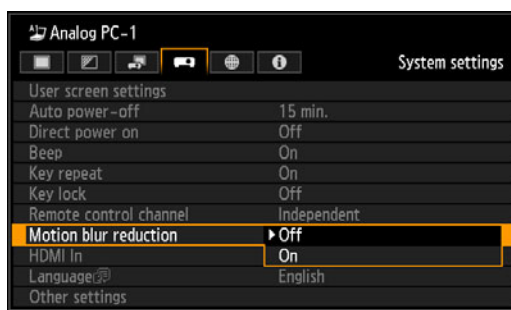 Analog PC-1
System settings
User screen settings
Auto power-off 15 min.
Direct power on Off
Beep On
Key repeat On
Key lock Off
Remote control channel Independent
Motion blur reduction Off
HDMI In On
Language English
Other settings